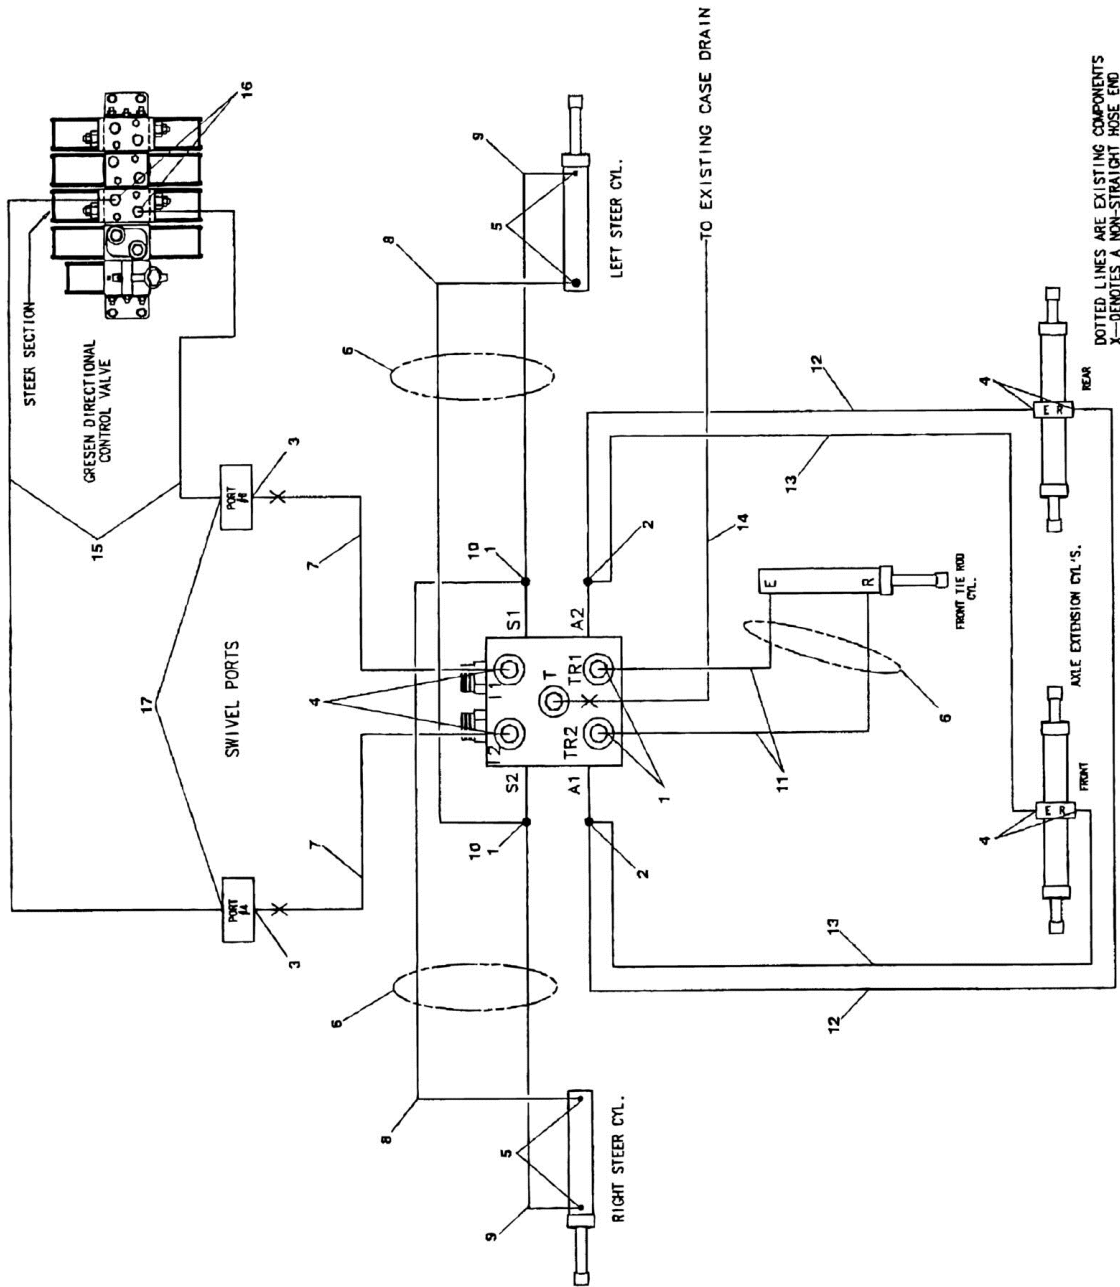 STEER SECTION
GRESEN DIRECTIONAL
CONTROL VALVE
16
15
17
SWIVEL PORTS
PORT
PORT
3
3
7
7
6
8
6
8
9
5
RIGHT STEER CYL.
10
1
4
10
1
9
5
LEFT STEER CYL.
S2
T2
S1
T
A1
TR2
TR1
A2
2
1
2
TO EXISTING CASE DRAIN
14
11
E
R
FRONT TIE ROD
CYL.
6
13
12
13
12
4
E R
FRONT
4
E R
REAR
AXLE EXTENSION CYL'S.
DOTTED LINES ARE EXISTING COMPONENTS
X--DENOTES A NON-STRAIGHT HOSE END